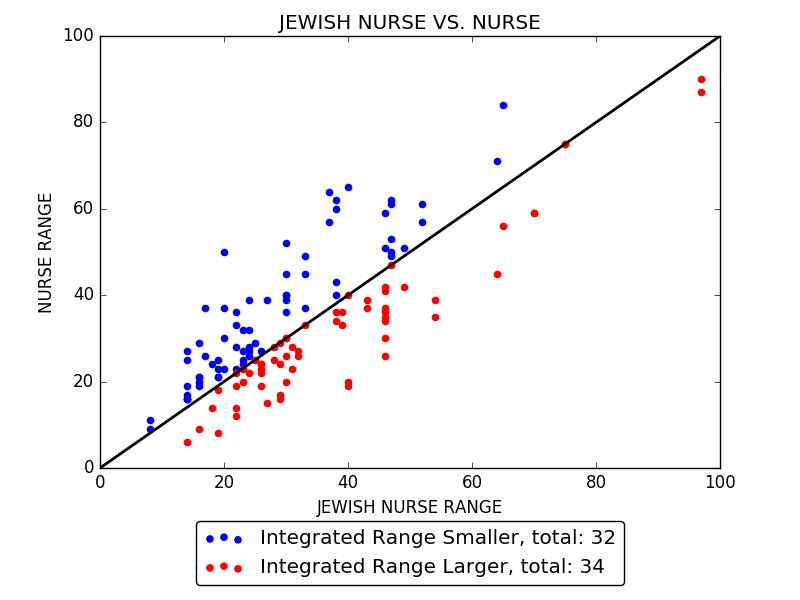 JEWISH NURSE VS. NURSE
100
80
60
40
20
0
NURSE RANGE
0 20 40 60 80 100
JEWISH NURSE RANGE
Integrated Range Smaller, total: 32
Integrated Range Larger, total: 34